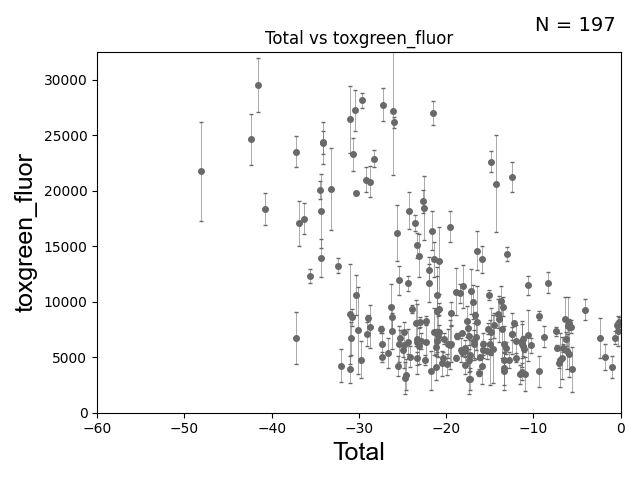 N = 197
Total vs toxgreen_fluor
30000
25000
20000
15000
10000
5000
0
toxgreen_fluor
−60 −50 −40 −30 −20 −10 0
Total